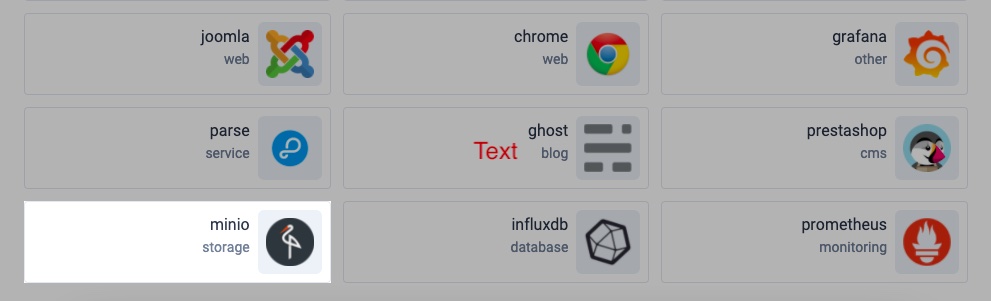 joomla
web
chrome
web
grafana
other
parse
service
ghost
Text
blog
prestashop
cms
minio
storage
influxdb
database
prometheus
monitoring